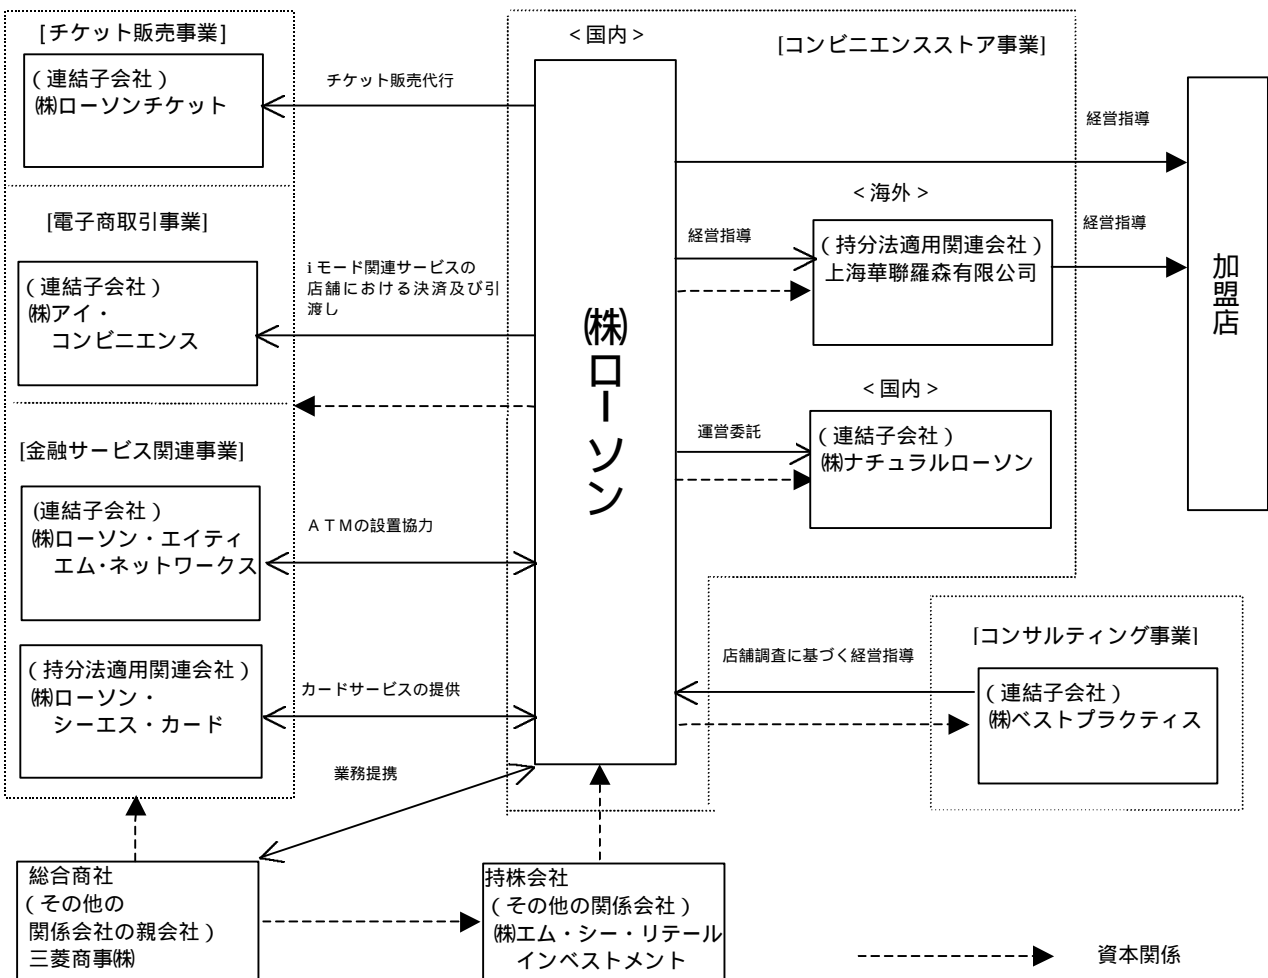 [チケット販売事業]
(連結子会社)
㈱ローソンチケット
チケット販売代行
[電子商取引事業]
(連結子会社)
㈱アイ・
コンビニエンス
iモード関連サービスの
店舗における決済及び引
渡し
[金融サービス関連事業]
(連結子会社)
㈱ローソン・エイティ
エム・ネットワークス
ATMの設置協力
(持分法適用関連会社)
㈱ローソン・
シーエス・カード
カードサービスの提供
業務提携
<国内>
[コンビニエンスストア事業]
㈱ローソン
経営指導
<海外>
経営指導
(持分法適用関連会社)
上海華聯羅森有限公司
経営指導
加盟店
<国内>
運営委託
(連結子会社)
㈱ナチュラルローソン
[コンサルティング事業]
店舗調査に基づく経営指導
(連結子会社)
㈱ベストプラクティス
総合商社
(その他の
関係会社の親会社)
三菱商事㈱
持株会社
(その他の関係会社)
㈱エム・シー・リテール
インベストメント
資本関係